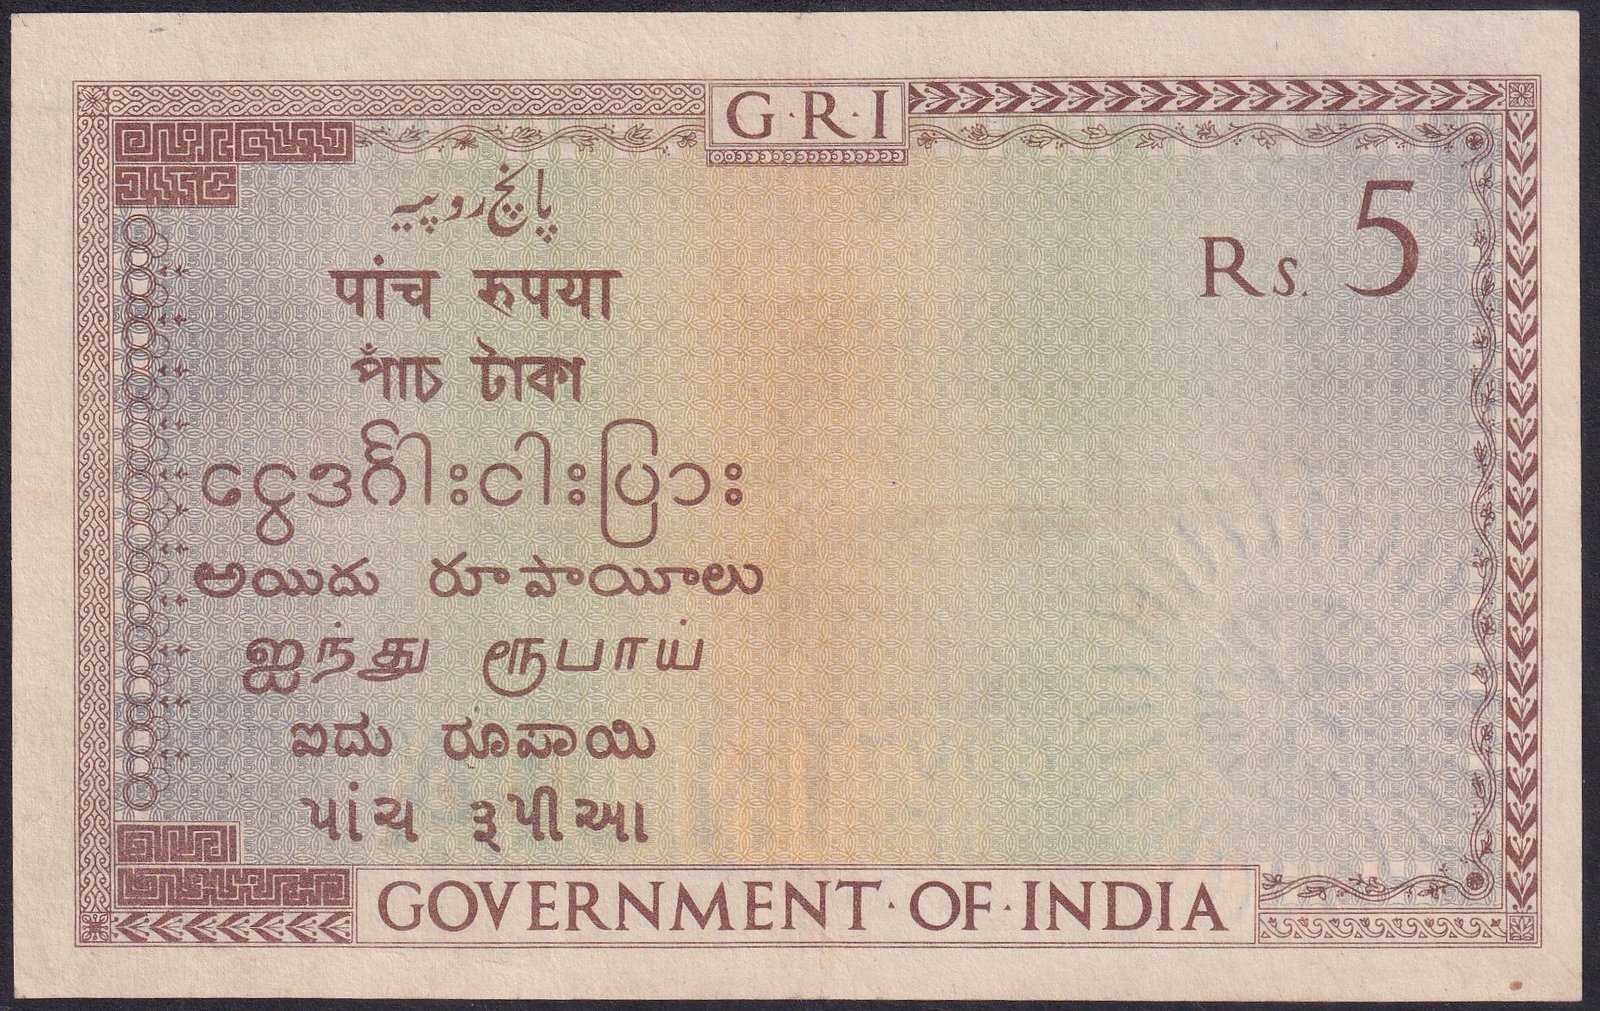 G·R·I
پانچ روپیہ
Rs. 5
पांच रुपया
পাঁচ টাকা
ငွေဒင်္ဂါးငါးပြား
అయిదు రూపాయీలు
ஐந்து ரூபாய்
ಐದು ರೂಪಾಯಿ
પાંચ રૂપીઆ
GOVERNMENT·OF·INDIA